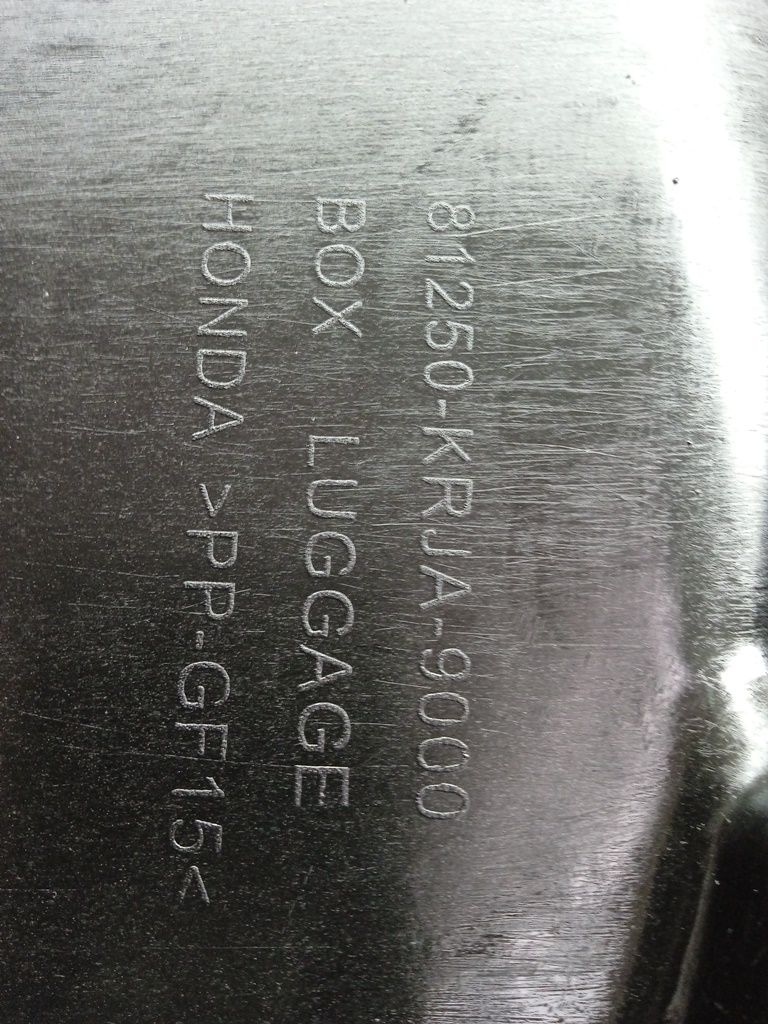 81250-KRJA-9000
BOX LUGGAGE
HONDA >PP-GF15<